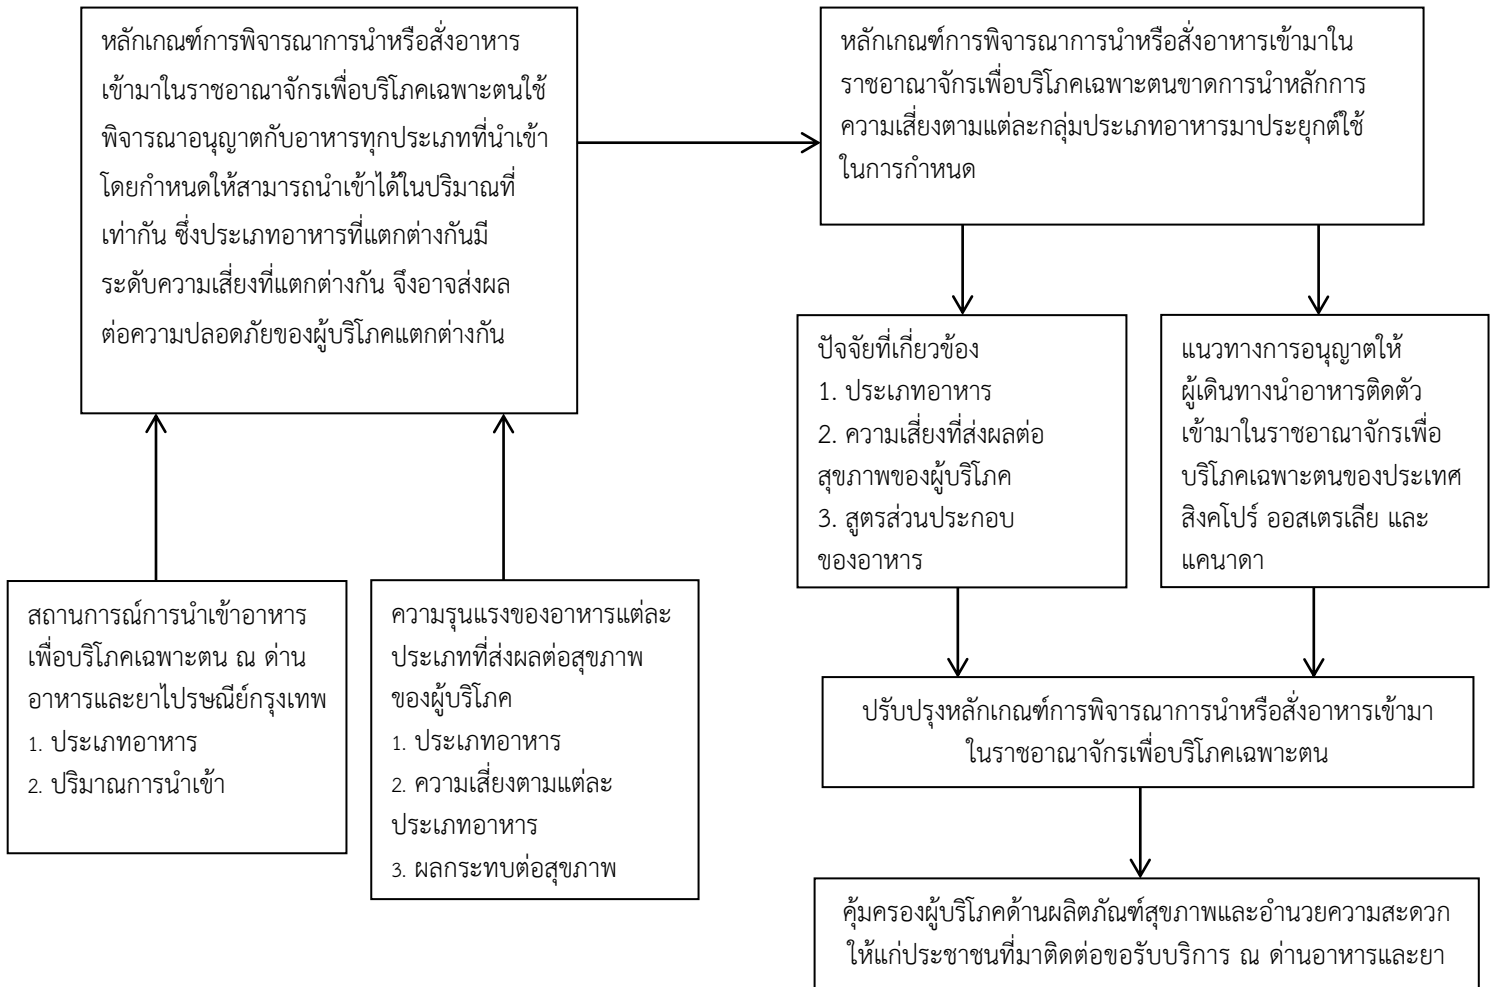 หลักเกณฑ์การพิจารณาการนำหรือสั่งอาหาร
เข้ามาในราชอาณาจักรเพื่อบริโภคเฉพาะตนใช้
พิจารณาอนุญาตกับอาหารทุกประเภทที่นำเข้า
โดยกำหนดให้สามารถนำเข้าได้ในปริมาณที่
เท่ากัน ซึ่งประเภทอาหารที่แตกต่างกันมี
ระดับความเสี่ยงที่แตกต่างกัน จึงอาจส่งผล
ต่อความปลอดภัยของผู้บริโภคแตกต่างกัน
หลักเกณฑ์การพิจารณาการนำหรือสั่งอาหารเข้ามาใน
ราชอาณาจักรเพื่อบริโภคเฉพาะตนขาดการนำหลักการ
ความเสี่ยงตามแต่ละกลุ่มประเภทอาหารมาประยุกต์ใช้
ในการกำหนด
ปัจจัยที่เกี่ยวข้อง
1. ประเภทอาหาร
2. ความเสี่ยงที่ส่งผลต่อ
สุขภาพของผู้บริโภค
3. สูตรส่วนประกอบ
ของอาหาร
แนวทางการอนุญาตให้
ผู้เดินทางนำอาหารติดตัว
เข้ามาในราชอาณาจักรเพื่อ
บริโภคเฉพาะตนของประเทศ
สิงคโปร์ ออสเตรเลีย และ
แคนาดา
สถานการณ์การนำเข้าอาหาร
เพื่อบริโภคเฉพาะตน ณ ด่าน
อาหารและยาไปรษณีย์กรุงเทพ
1. ประเภทอาหาร
2. ปริมาณการนำเข้า
ความรุนแรงของอาหารแต่ละ
ประเภทที่ส่งผลต่อสุขภาพ
ของผู้บริโภค
1. ประเภทอาหาร
2. ความเสี่ยงตามแต่ละ
ประเภทอาหาร
3. ผลกระทบต่อสุขภาพ
ปรับปรุงหลักเกณฑ์การพิจารณาการนำหรือสั่งอาหารเข้ามา
ในราชอาณาจักรเพื่อบริโภคเฉพาะตน
คุ้มครองผู้บริโภคด้านผลิตภัณฑ์สุขภาพและอำนวยความสะดวก
ให้แก่ประชาชนที่มาติดต่อขอรับบริการ ณ ด่านอาหารและยา